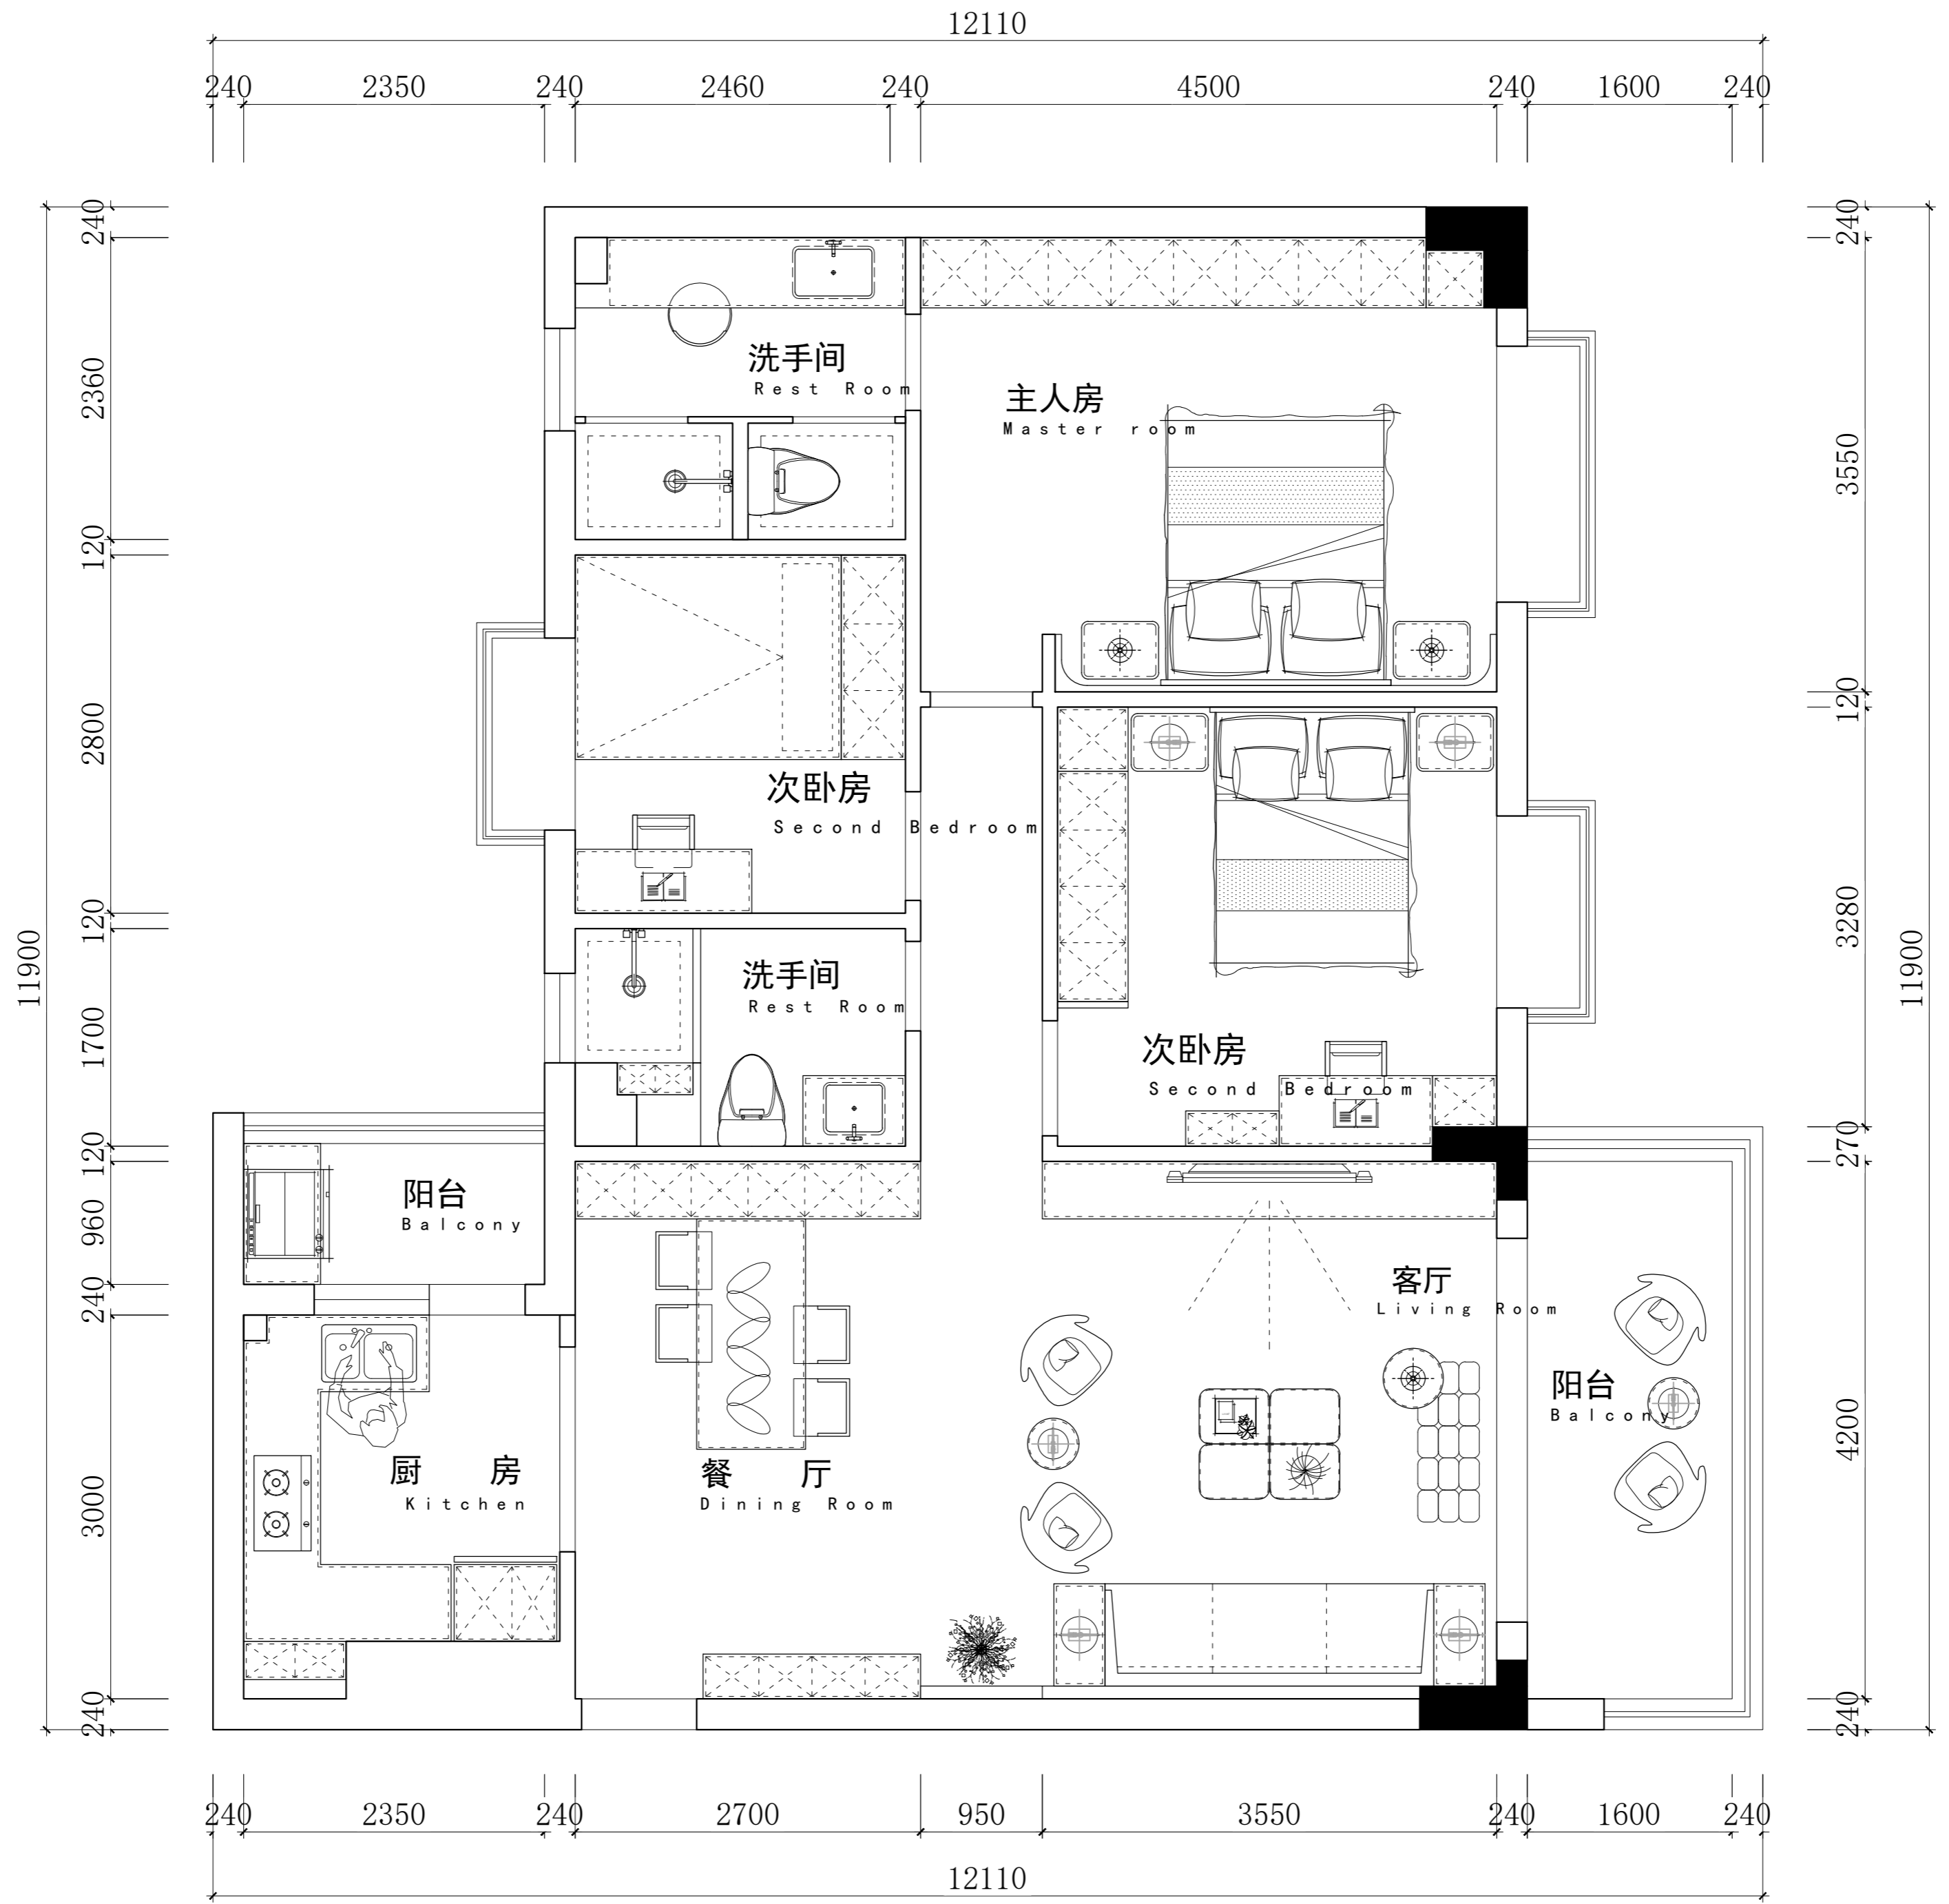 12110
240 2350 240 2460 240 4500 240 1600 240
240
240
洗手间
Rest Room
2360
主人房
Master room
3550
120
120
2800
次卧房
Second Bedroom
120
11900
3280
11900
洗手间
Rest Room
1700
次卧房
Second Bedroom
120
270
阳台
Balcony
960
240
客厅
Living Room
阳台
Balcony
4200
厨 房
Kitchen
餐 厅
Dining Room
3000
240
240
240 2350 240 2700 950 3550 240 1600 240
12110